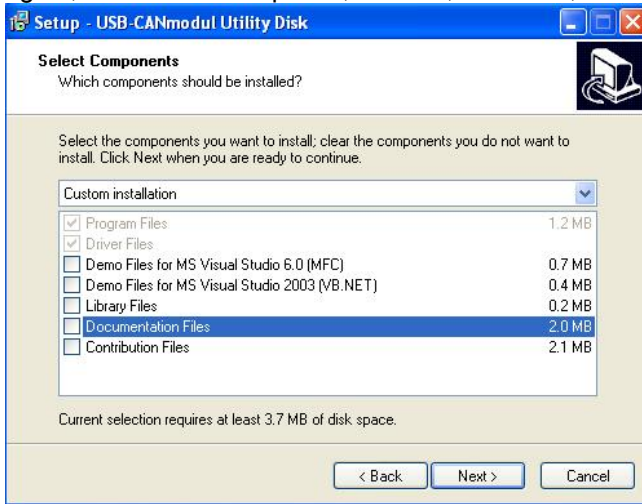 Setup - USB-CANmodul Utility Disk
Select Components
Which components should be installed?
Select the components you want to install; clear the components you do not want to
install. Click Next when you are ready to continue.
Custom installation
Program Files 1.2 MB
Driver Files
Demo Files for MS Visual Studio 6.0 (MFC) 0.7 MB
Demo Files for MS Visual Studio 2003 (VB.NET) 0.4 MB
Library Files 0.2 MB
Documentation Files 2.0 MB
Contribution Files 2.1 MB
Current selection requires at least 3.7 MB of disk space.
< Back Next > Cancel